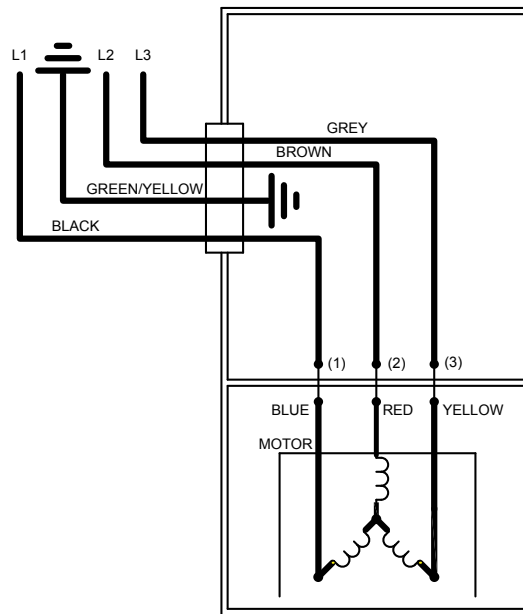 L1
L2
L3
GREY
BROWN
GREEN/YELLOW
BLACK
(1)
(2)
(3)
BLUE
RED
YELLOW
MOTOR